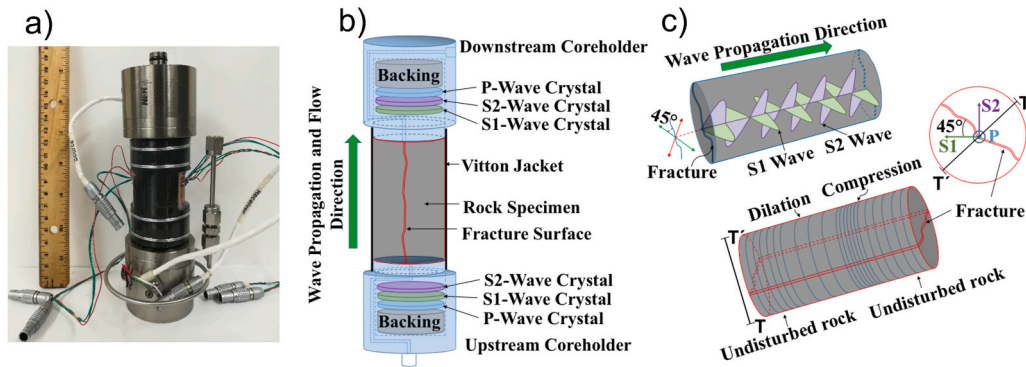 a)
b)
c)
Wave Propagation and Flow
Direction
Downstream Coreholder
Backing
P-Wave Crystal
S2-Wave Crystal
S1-Wave Crystal
Vitton Jacket
Rock Specimen
Fracture Surface
S2-Wave Crystal
S1-Wave Crystal
P-Wave Crystal
Backing
Upstream Coreholder
Wave Propagation Direction
45°
Fracture
S1 Wave
S2 Wave
T
S2
45°
S1
P
T´
Fracture
Dilation
Compression
T´
T
Undisturbed rock
Undisturbed rock